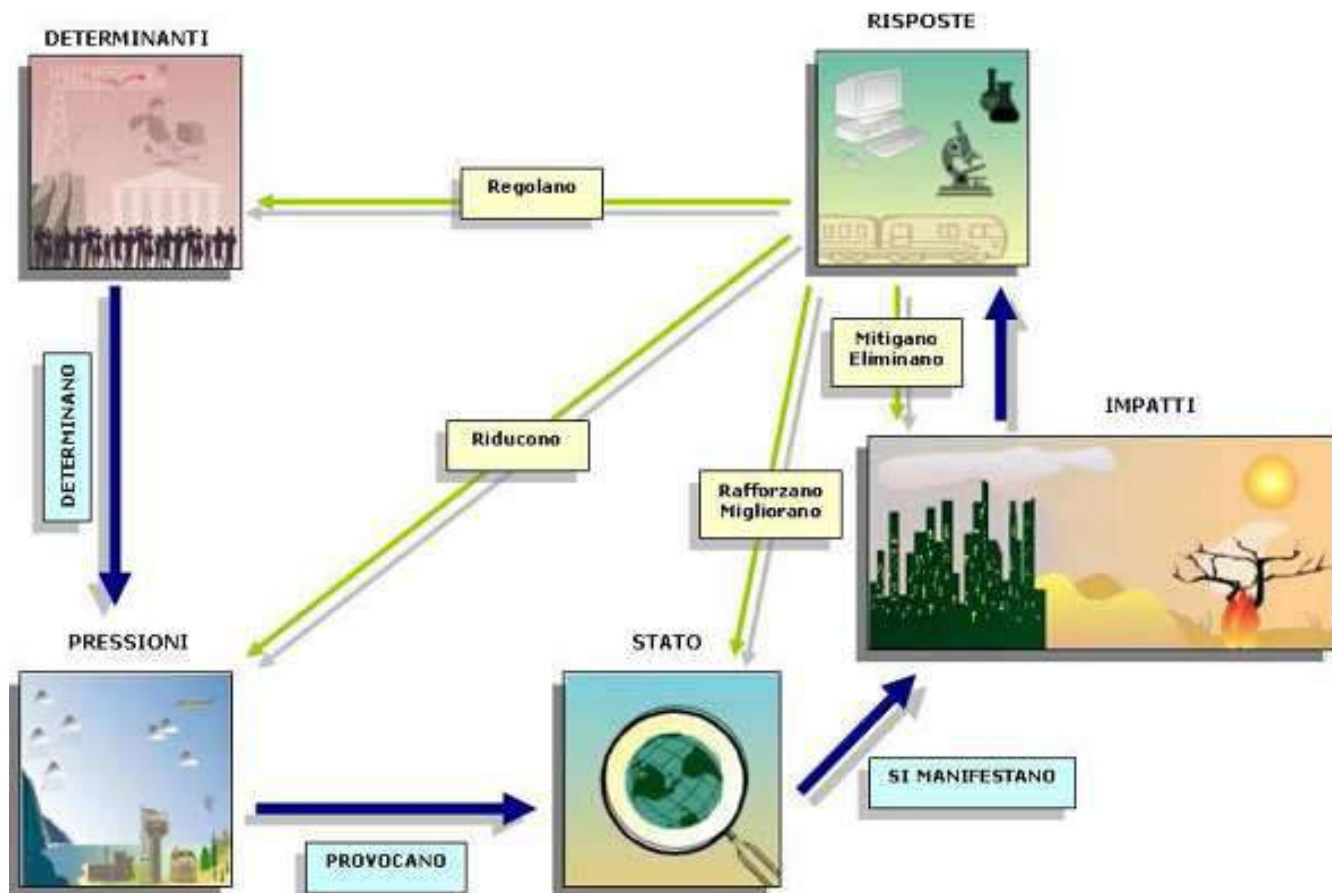 RISPOSTE
DETERMINANTI
Regolano
Mitigano
Eliminano
DETERMINANO
IMPATTI
Riducono
Rafforzano
Migliorano
PRESSIONI
STATO
SI MANIFESTANO
PROVOCANO